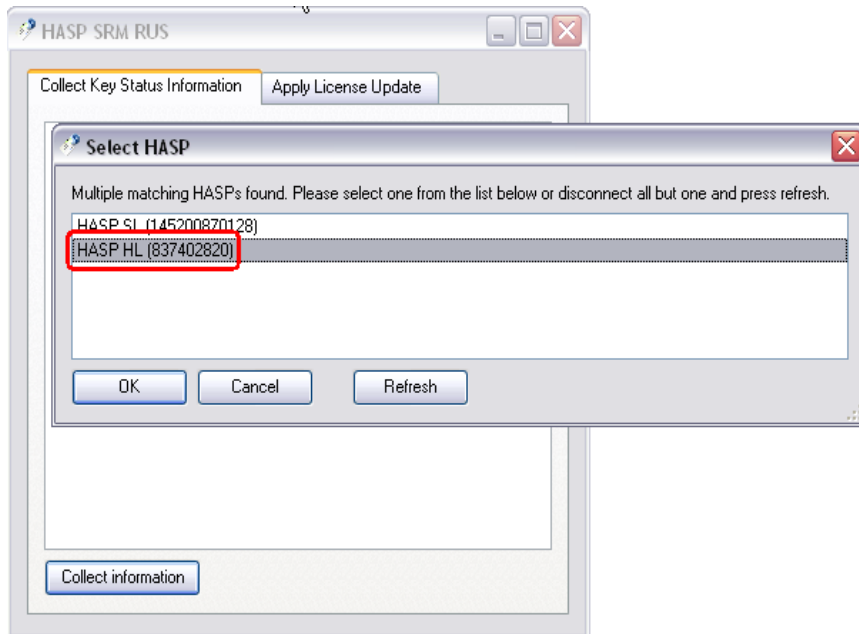 HASP SRM RUS
Collect Key Status Information
Apply License Update
Select HASP
Multiple matching HASPs found. Please select one from the list below or disconnect all but one and press refresh.
HASP SL (145200870128)
HASP HL (837402820)
OK
Cancel
Refresh
Collect information